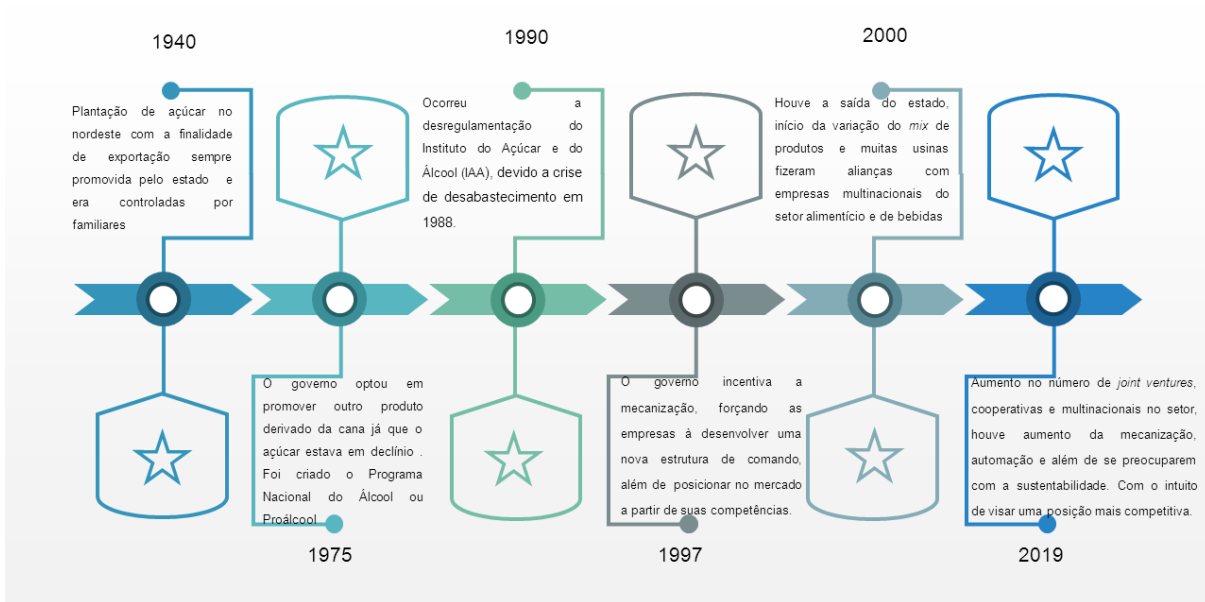 1940
Plantação de açúcar no
nordeste com a finalidade
de exportação sempre
promovida pelo estado e
era controladas por
familiares
1975
O governo optou em
promover outro produto
derivado da cana já que o
açúcar estava em declínio .
Foi criado o Programa
Nacional do Álcool ou
Proálcool
1990
Ocorreu a
desregulamentação do
Instituto do Açúcar e do
Álcool (IAA), devido a crise
de desabastecimento em
1988.
1997
O governo incentiva a
mecanização, forçando as
empresas à desenvolver uma
nova estrutura de comando,
além de posicionar no mercado
a partir de suas competências.
2000
Houve a saída do estado,
início da variação do mix de
produtos e muitas usinas
fizeram alianças com
empresas multinacionais do
setor alimentício e de bebidas
2019
Aumento no número de joint ventures,
cooperativas e multinacionais no setor,
houve aumento da mecanização,
automação e além de se preocuparem
com a sustentabilidade. Com o intuito
de visar uma posição mais competitiva.